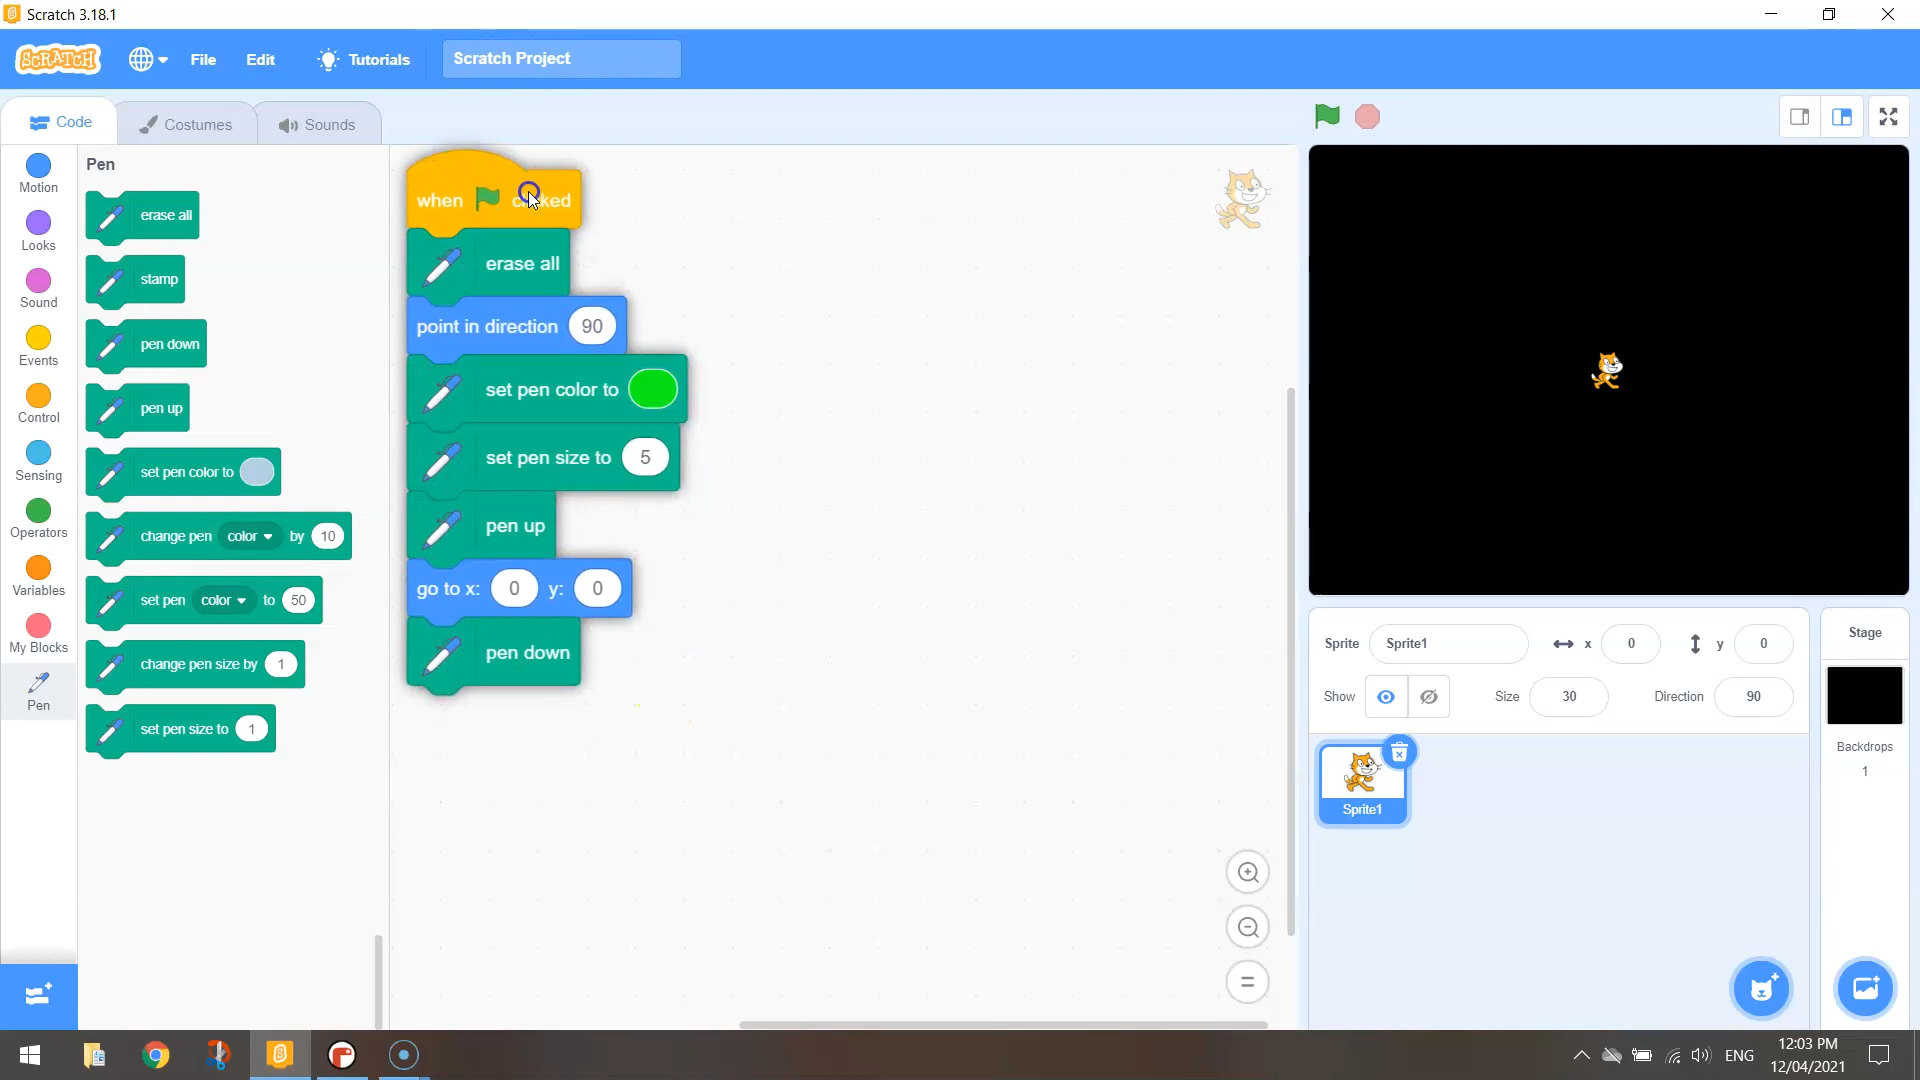 Scratch 3.18.1
SCRATCH
File
Edit
Tutorials
Scratch Project
Code
Costumes
Sounds
Motion
Looks
Sound
Events
Control
Sensing
Operators
Variables
My Blocks
Pen
Pen
erase all
stamp
pen down
pen up
set pen color to
change pen color by 10
set pen color to 50
change pen size by 1
set pen size to 1
when clicked
erase all
point in direction 90
set pen color to
set pen size to 5
pen up
go to x: 0 y: 0
pen down
Sprite Sprite1 x 0 y 0
Show Size 30 Direction 90
Sprite1
Stage
Backdrops
1
ENG
12:03 PM
12/04/2021